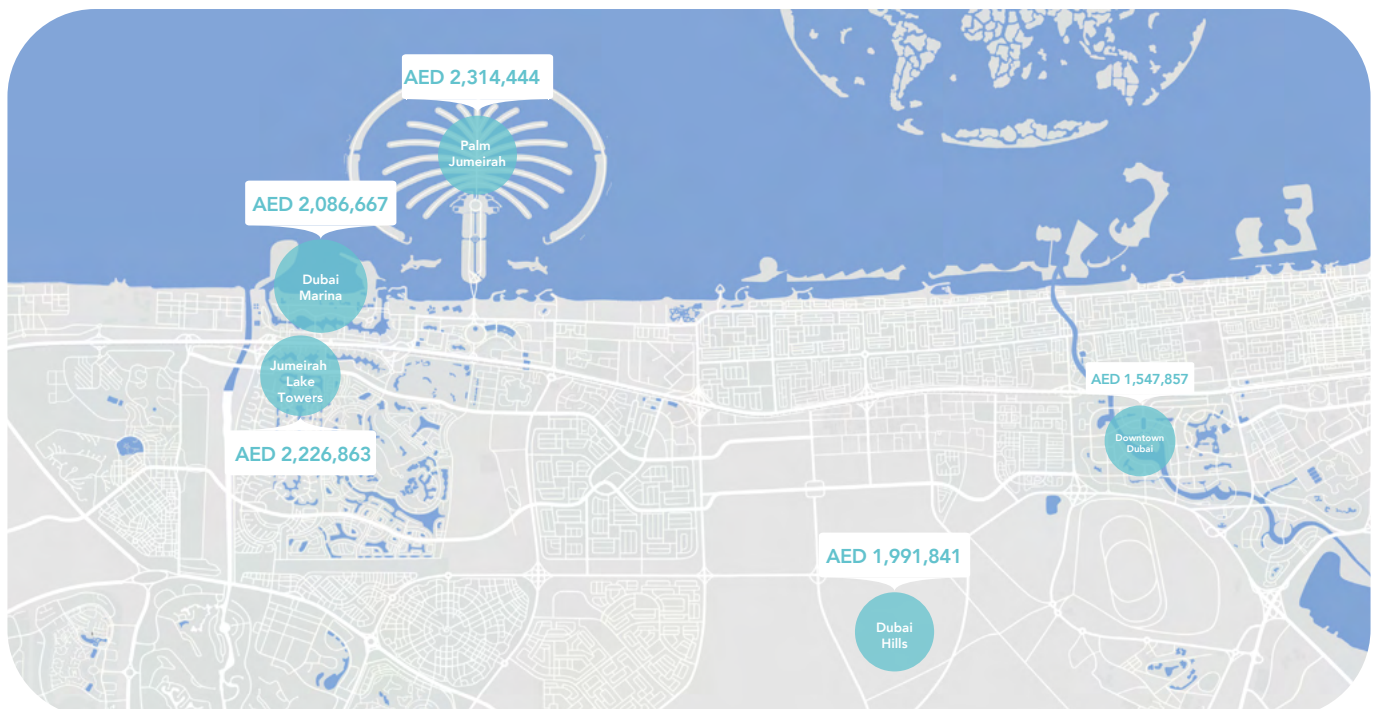 AED 2,314,444
Palm
Jumeirah
AED 2,086,667
Dubai
Marina
Jumeirah
Lake
Towers
AED 2,226,863
AED 1,547,857
Downtown
Dubai
AED 1,991,841
Dubai
Hills